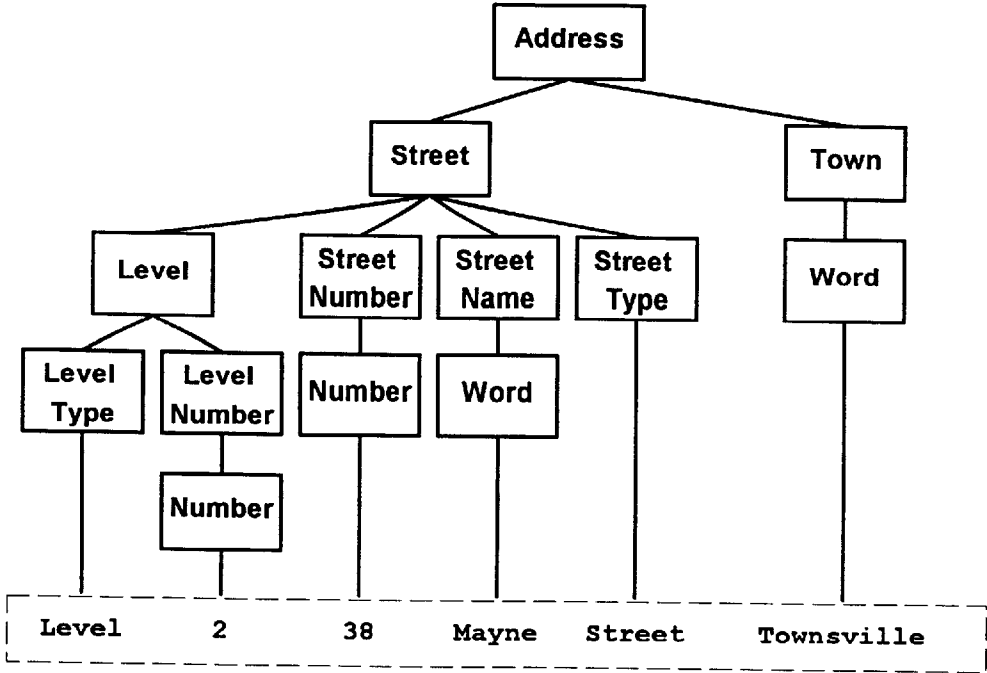 Address
Street
Town
Level
Street
Number
Street
Name
Street
Type
Word
Level
Type
Level
Number
Number
Word
Number
Level 2 38 Mayne Street Townsville